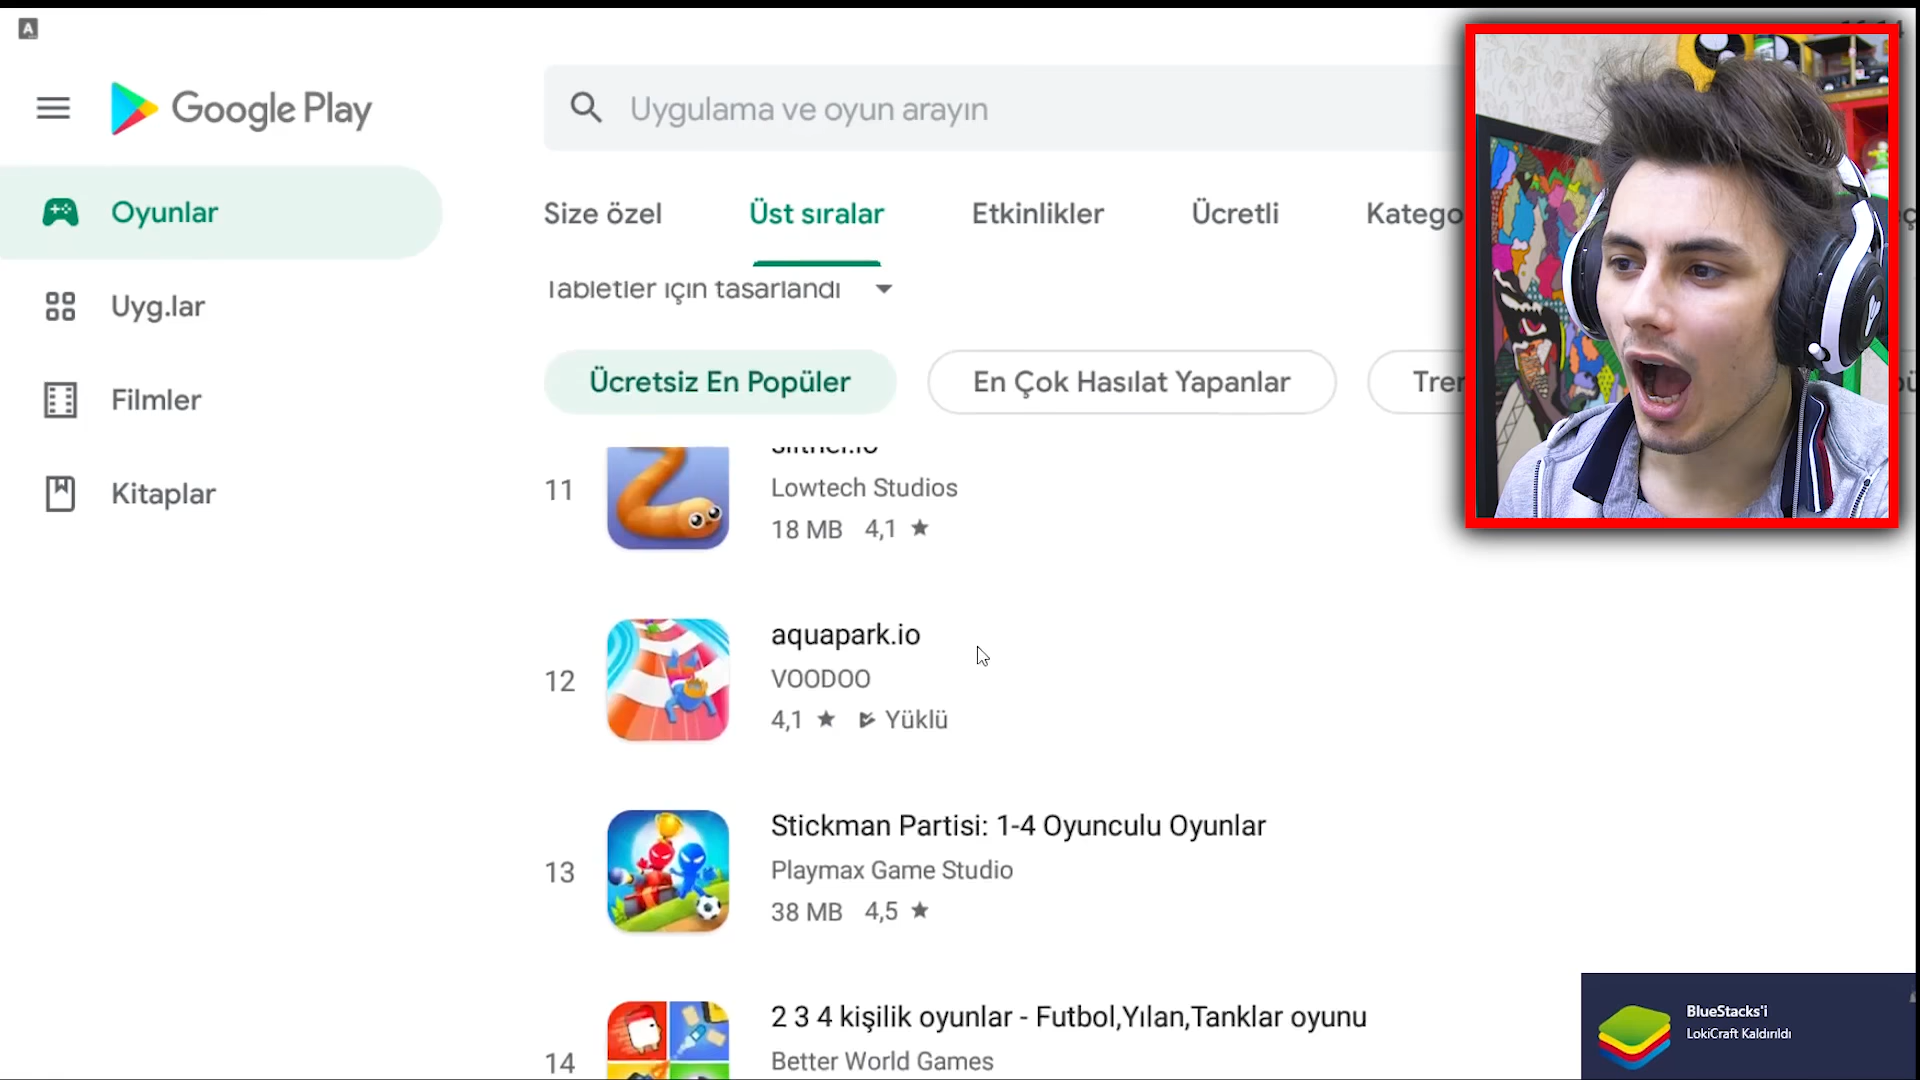 A
Google Play
Uygulama ve oyun arayın
Oyunlar
Uyg.lar
Filmler
Kitaplar
Size özel
Üst sıralar
Etkinlikler
Ücretli
Katego
Tabletler için tasarlandı
Ücretsiz En Popüler
En Çok Hasılat Yapanlar
Tren
11
slither.io
Lowtech Studios
18 MB 4,1 ★
12
aquapark.io
VOODOO
4,1 ★ Yüklü
13
Stickman Partisi: 1-4 Oyunculu Oyunlar
Playmax Game Studio
38 MB 4,5 ★
14
2 3 4 kişilik oyunlar - Futbol,Yılan,Tanklar oyunu
Better World Games
BlueStacks'i
LokiCraft Kaldırıldı